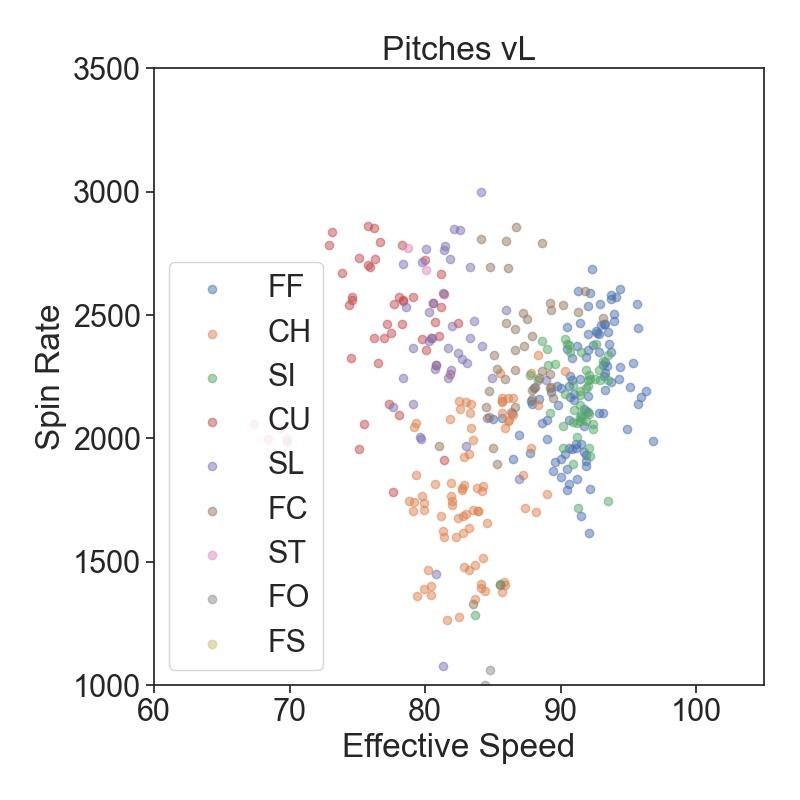 Pitches vL
3500
3000
2500
2000
1500
1000
Spin Rate
FF
CH
SI
CU
SL
FC
ST
FO
FS
60 70 80 90 100
Effective Speed